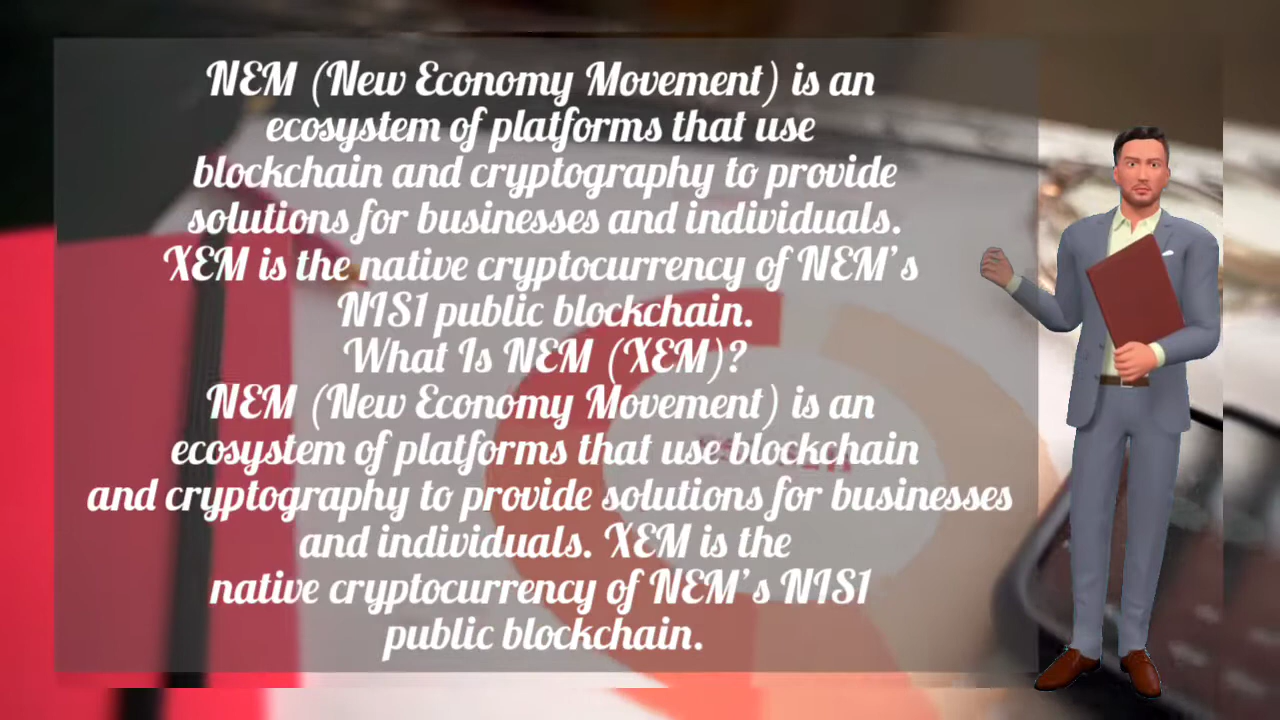 NEM (New Economy Movement) is an
ecosystem of platforms that use
blockchain and cryptography to provide
solutions for businesses and individuals.
XEM is the native cryptocurrency of NEM's
NIS1 public blockchain.
What Is NEM (XEM)?
NEM (New Economy Movement) is an
ecosystem of platforms that use blockchain
and cryptography to provide solutions for businesses
and individuals. XEM is the
native cryptocurrency of NEM's NIS1
public blockchain.